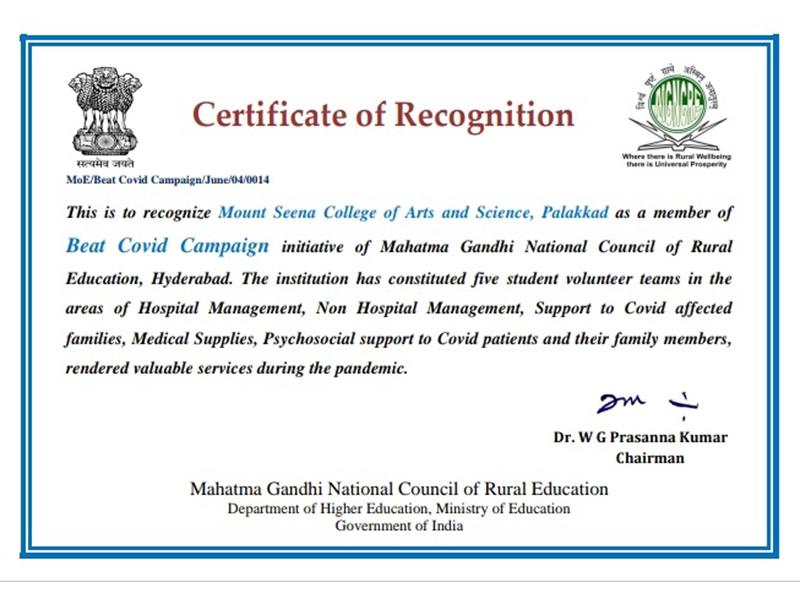 Certificate of Recognition
सत्यमेव जयते
विश्वं पुष्टं ग्रामे अस्मिन् अनातुरम्
MGNCRE
Where there is Rural Wellbeing
there is Universal Prosperity
MoE/Beat Covid Campaign/June/04/0014
This is to recognize Mount Seena College of Arts and Science, Palakkad as a member of
Beat Covid Campaign initiative of Mahatma Gandhi National Council of Rural
Education, Hyderabad. The institution has constituted five student volunteer teams in the
areas of Hospital Management, Non Hospital Management, Support to Covid affected
families, Medical Supplies, Psychosocial support to Covid patients and their family members,
rendered valuable services during the pandemic.
Dr. W G Prasanna Kumar
Chairman
Mahatma Gandhi National Council of Rural Education
Department of Higher Education, Ministry of Education
Government of India